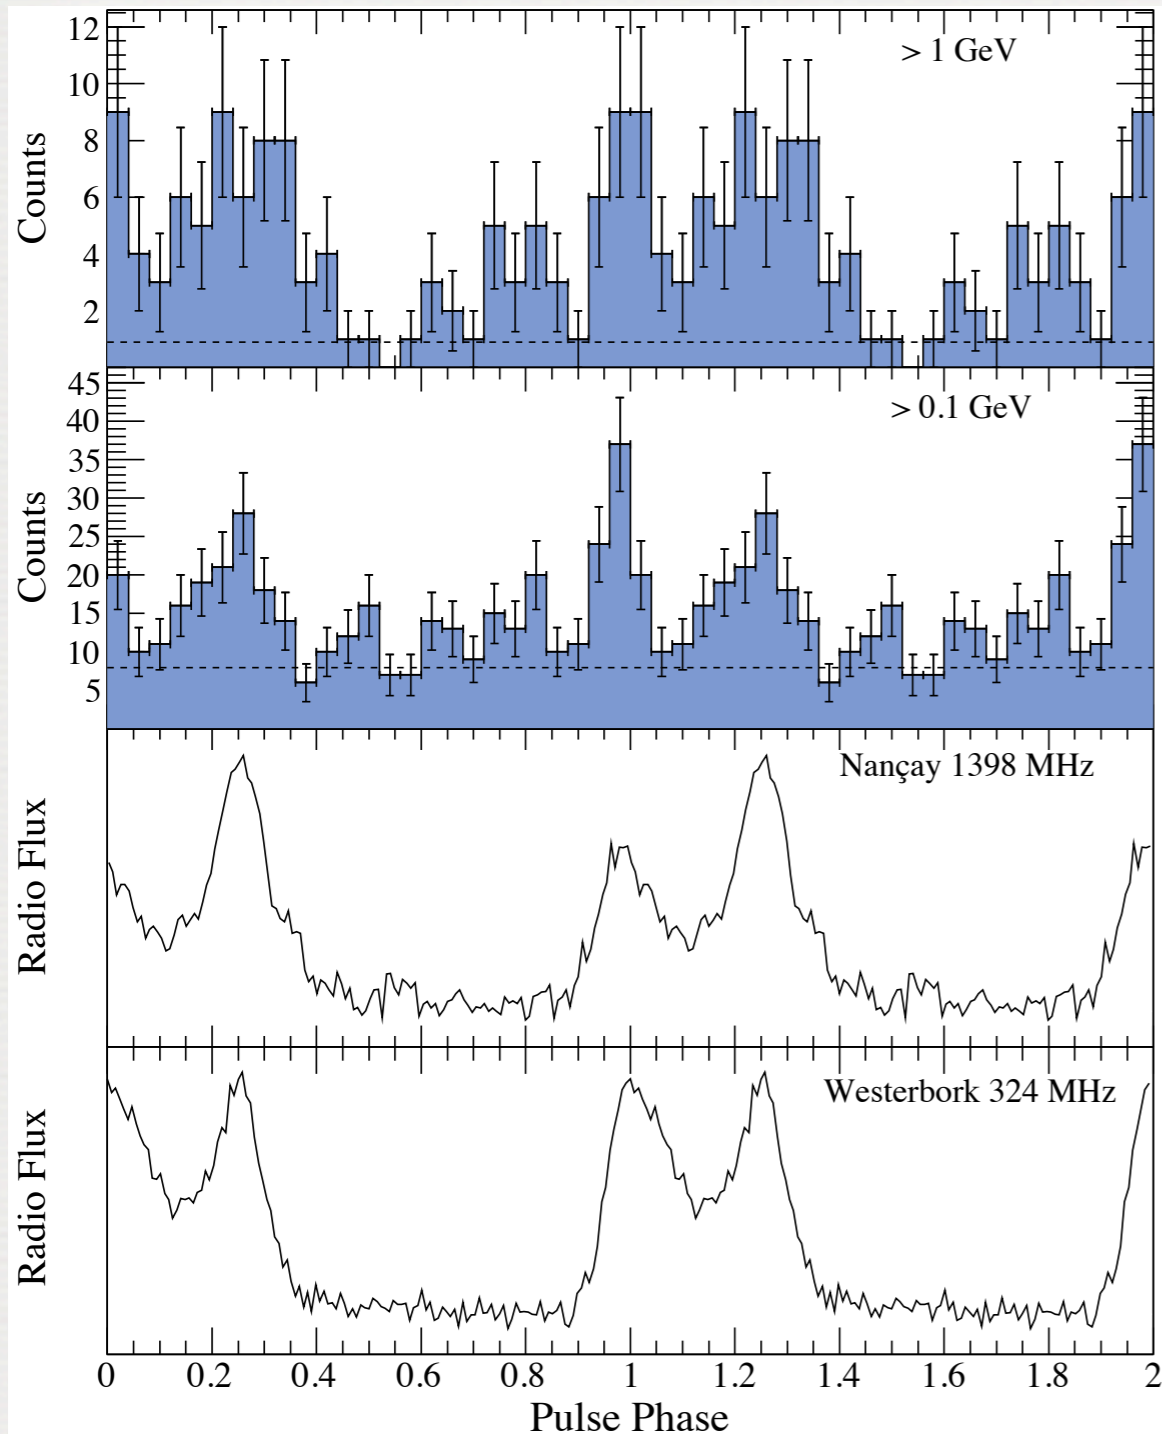 > 1 GeV
Counts
12
10
8
6
4
2
> 0.1 GeV
Counts
45
40
35
30
25
20
15
10
5
Nançay 1398 MHz
Radio Flux
Westerbork 324 MHz
Radio Flux
0 0.2 0.4 0.6 0.8 1 1.2 1.4 1.6 1.8 2
Pulse Phase